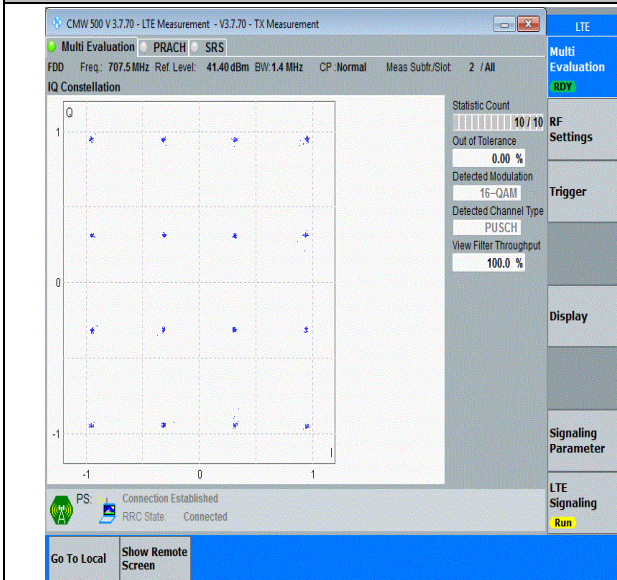 CMW 500 V 3.7.70 - LTE Measurement - V3.7.70 - TX Measurement
LTE
Multi Evaluation PRACH SRS
Multi
Evaluation
RDY
FDD Freq.: 707.5 MHz Ref. Level: 41.40 dBm BW: 1.4 MHz CP : Normal Meas Subfr./Slot: 2 / All
IQ Constellation
Q
1
0
-1
-1 0 1
I
Statistic Count
10 / 10
Out of Tolerance
0.00 %
Detected Modulation
16-QAM
Detected Channel Type
PUSCH
View Filter Throughput
100.0 %
RF
Settings
Trigger
Display
Signaling
Parameter
LTE
Signaling
Run
PS: Connection Established
RRC State: Connected
Go To Local
Show Remote
Screen